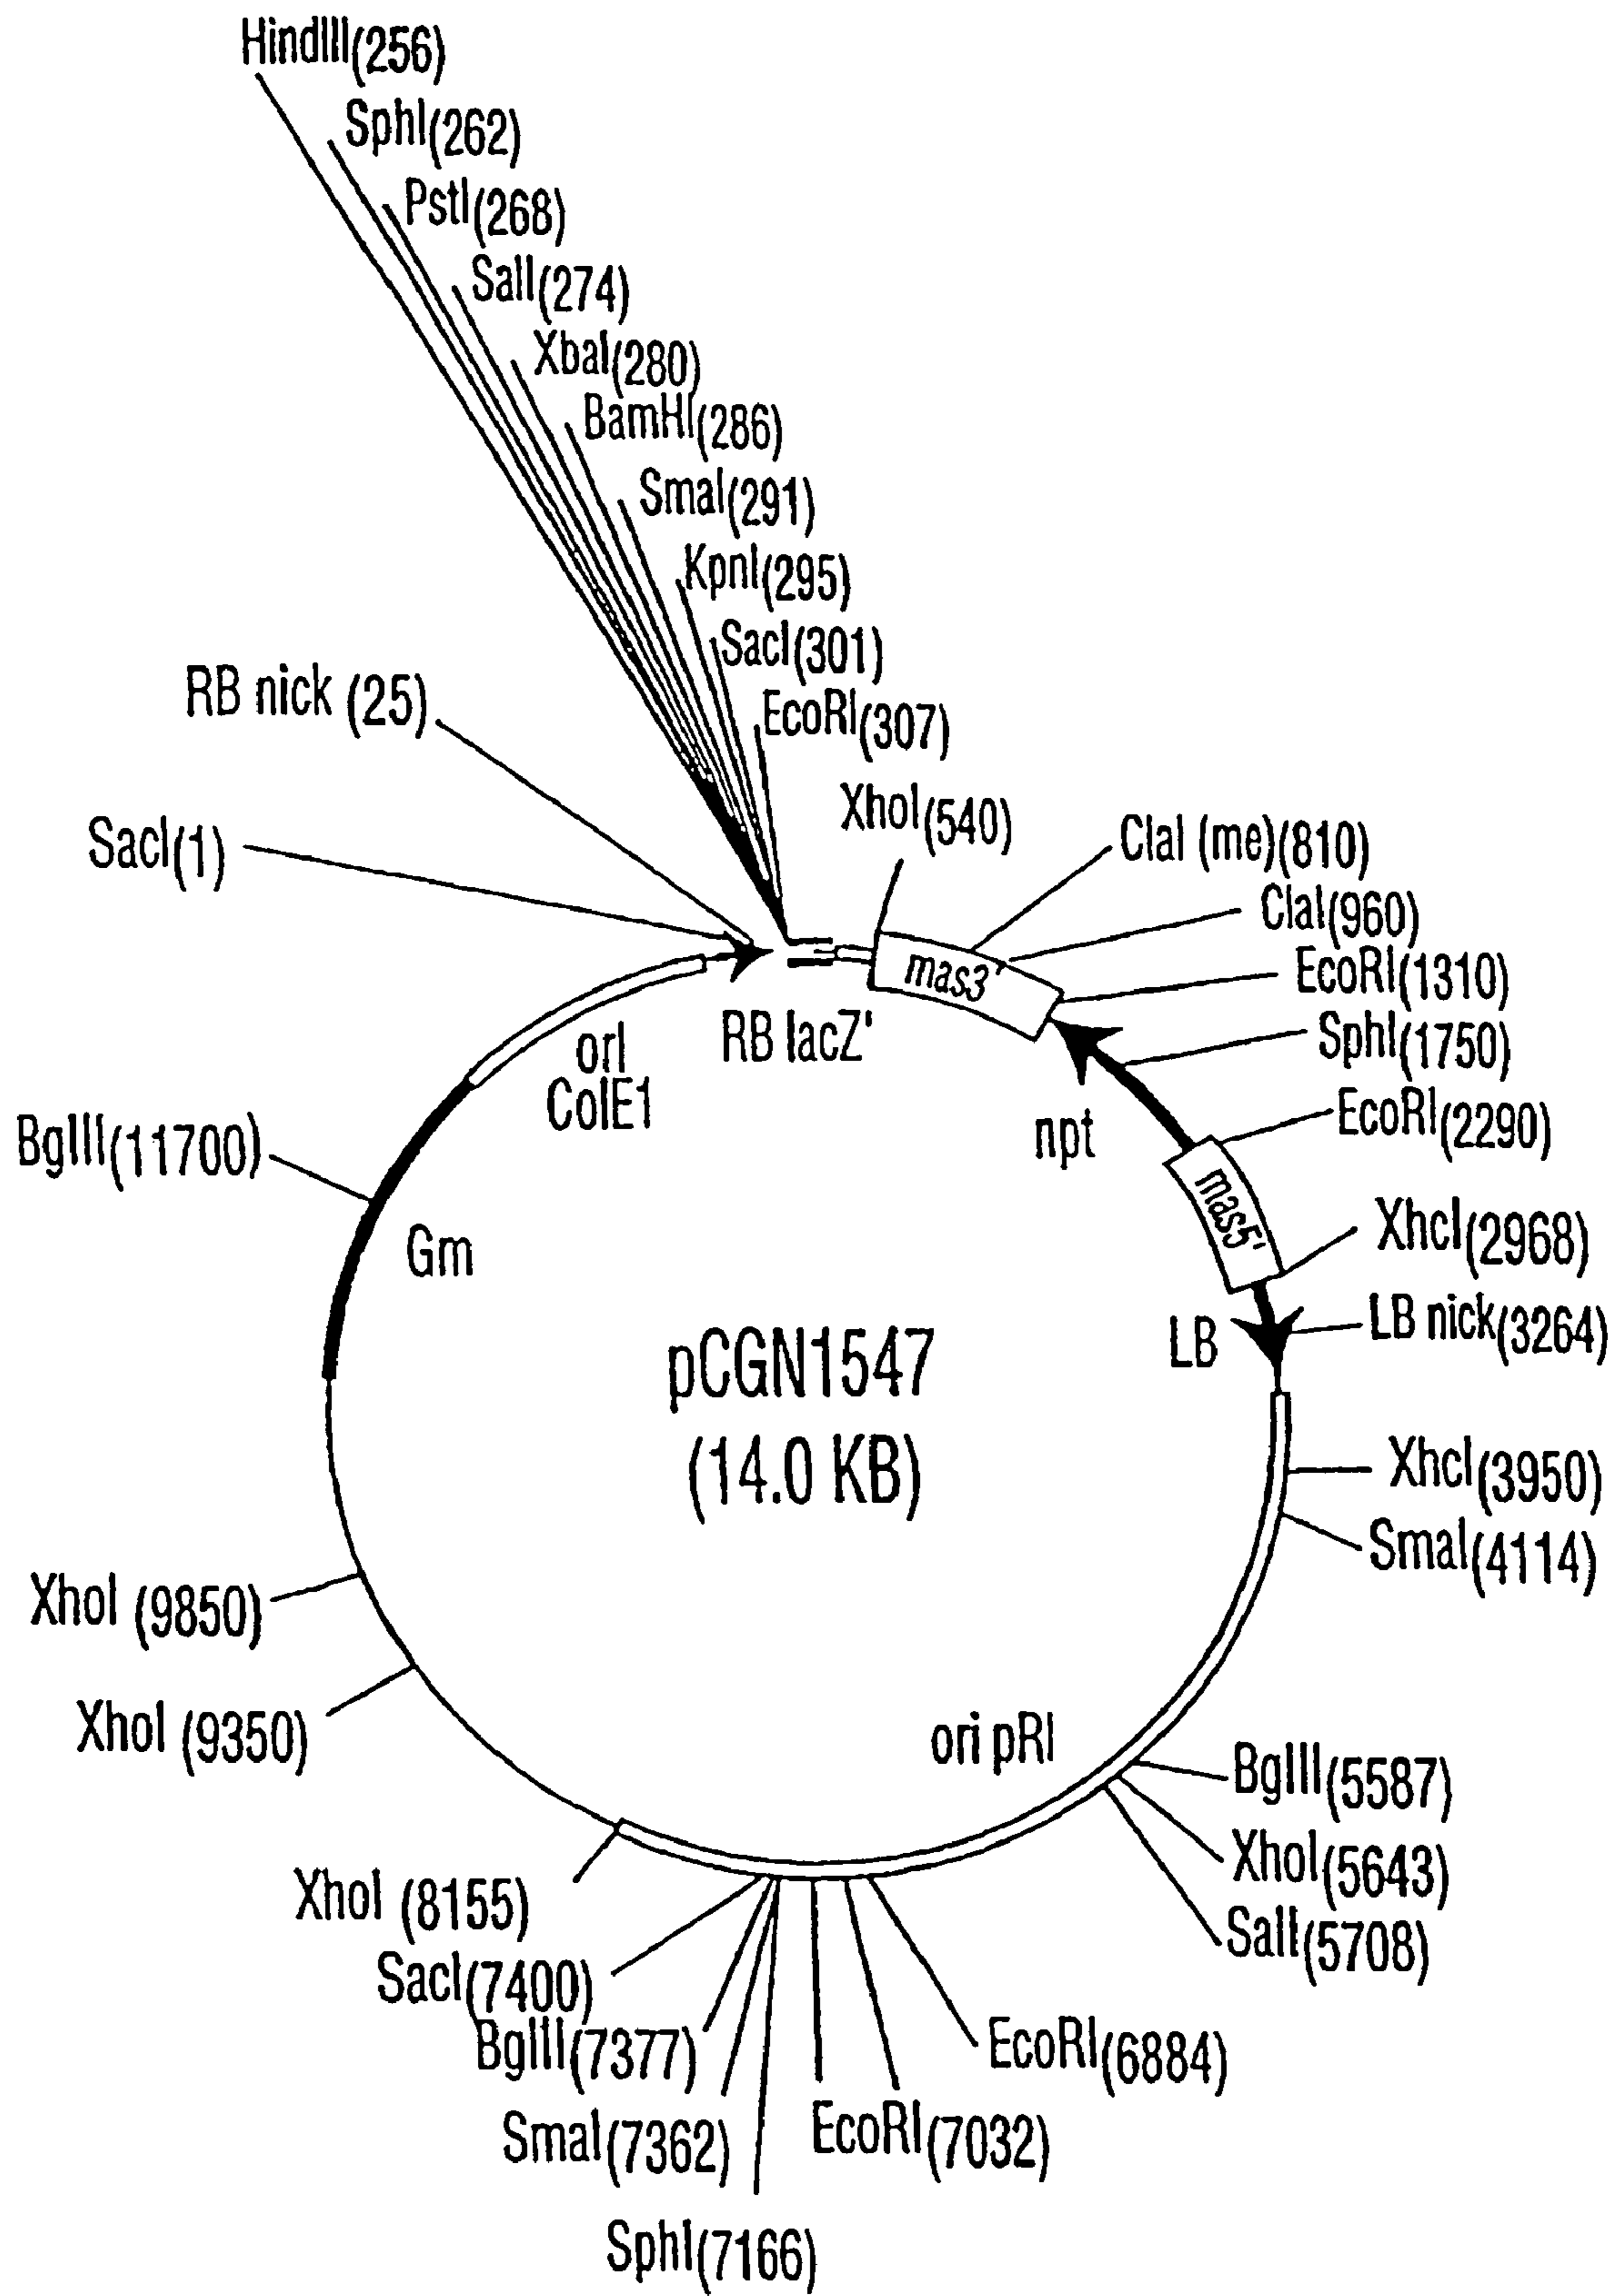 HindIII(256)
SphI(262)
PstI(268)
SalI(274)
XbaI(280)
BamHI(286)
SmaI(291)
KpnI(295)
SacI(301)
EcoRI(307)
RB nick (25)
XhoI(540)
SacI(1)
ClaI (me)(810)
ClaI(960)
EcoRI(1310)
SphI(1750)
EcoRI(2290)
mas3'
RB lacZ'
orI
ColE1
npt
mas5'
BglII(11700)
Gm
XhcI(2968)
LB nick(3264)
LB
pCGN1547
(14.0 KB)
XhcI(3950)
SmaI(4114)
XhoI (9850)
XhoI (9350)
ori pRI
BglII(5587)
XhoI(5643)
SalI(5708)
XhoI (8155)
SacI(7400)
BglII(7377)
SmaI(7362)
SphI(7166)
EcoRI(7032)
EcoRI(6884)